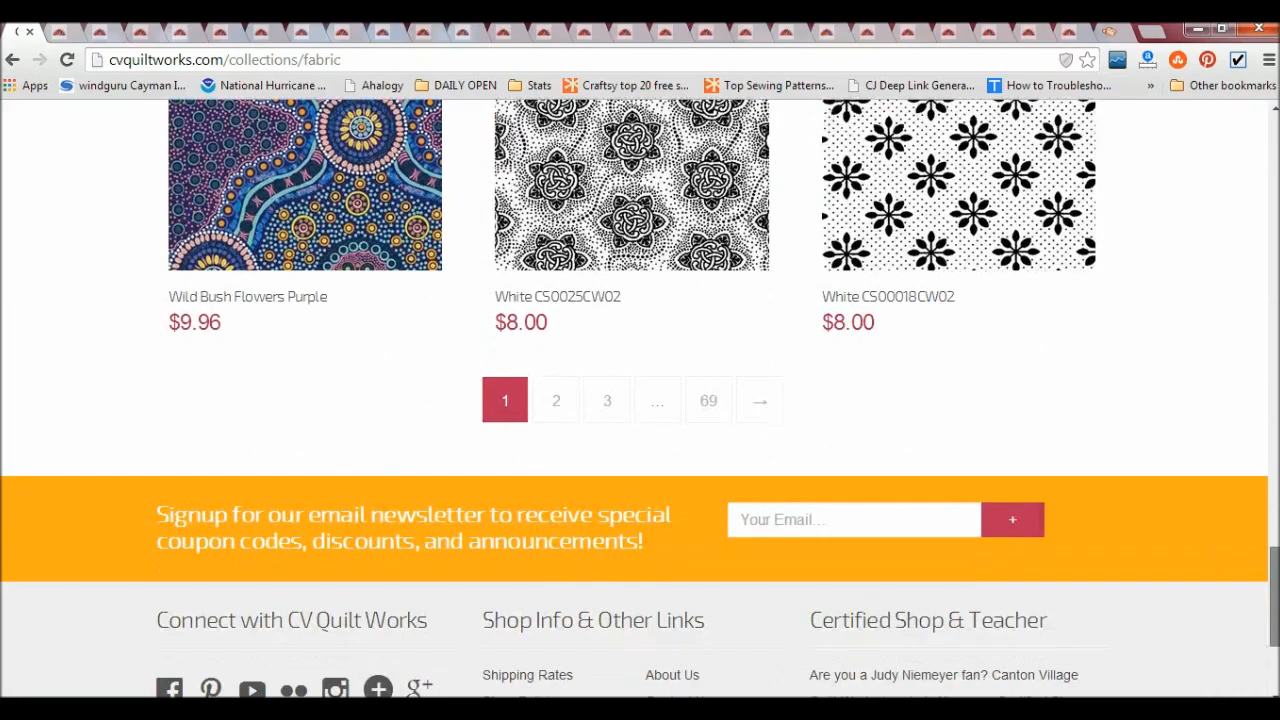 cvquiltworks.com/collections/fabric
Apps windguru Cayman I... National Hurricane ... Ahalogy DAILY OPEN Stats Craftsy top 20 free s... Top Sewing Patterns... CJ Deep Link Genera... How to Troublesho... » Other bookmarks
Wild Bush Flowers Purple
$9.96
White CS0025CW02
$8.00
White CS00018CW02
$8.00
1 2 3 ... 69 →
Signup for our email newsletter to receive special
coupon codes, discounts, and announcements!
Your Email... +
Connect with CV Quilt Works
Shop Info & Other Links
Shipping Rates
About Us
Certified Shop & Teacher
Are you a Judy Niemeyer fan? Canton Village